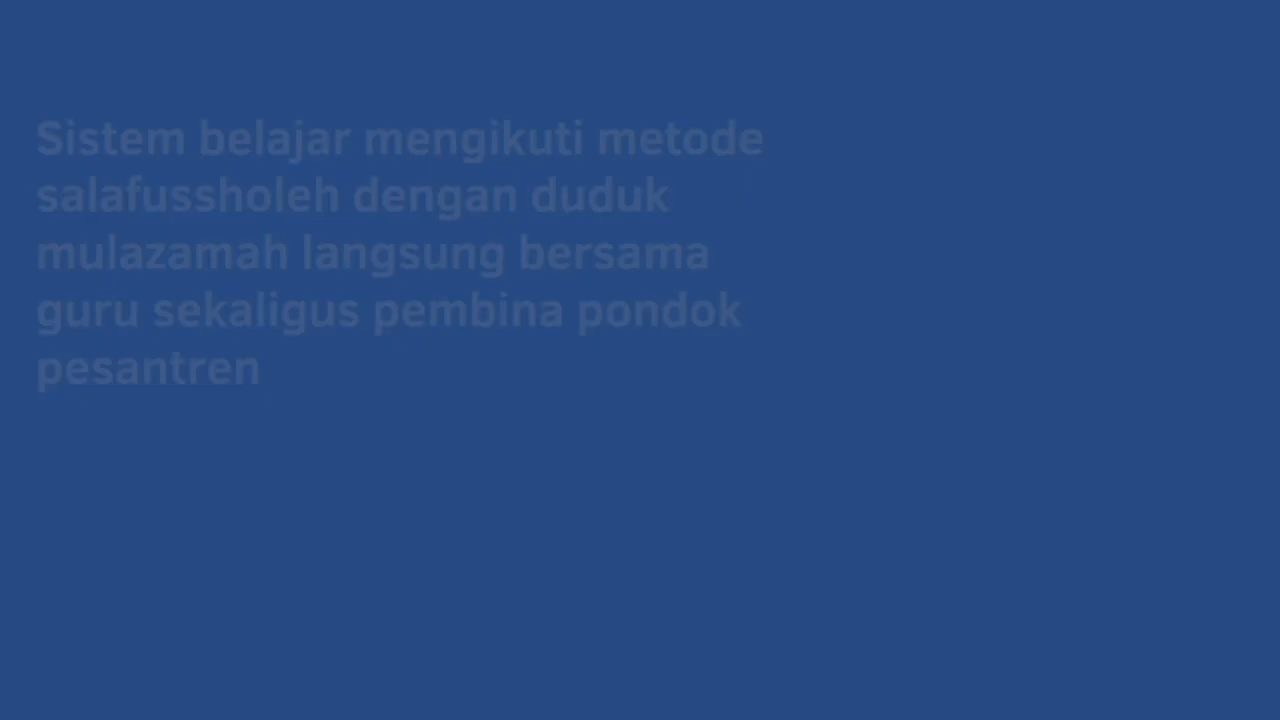 Sistem belajar mengikuti metode
salafussholeh dengan duduk
mulazamah langsung bersama
guru sekaligus pembina pondok
pesantren